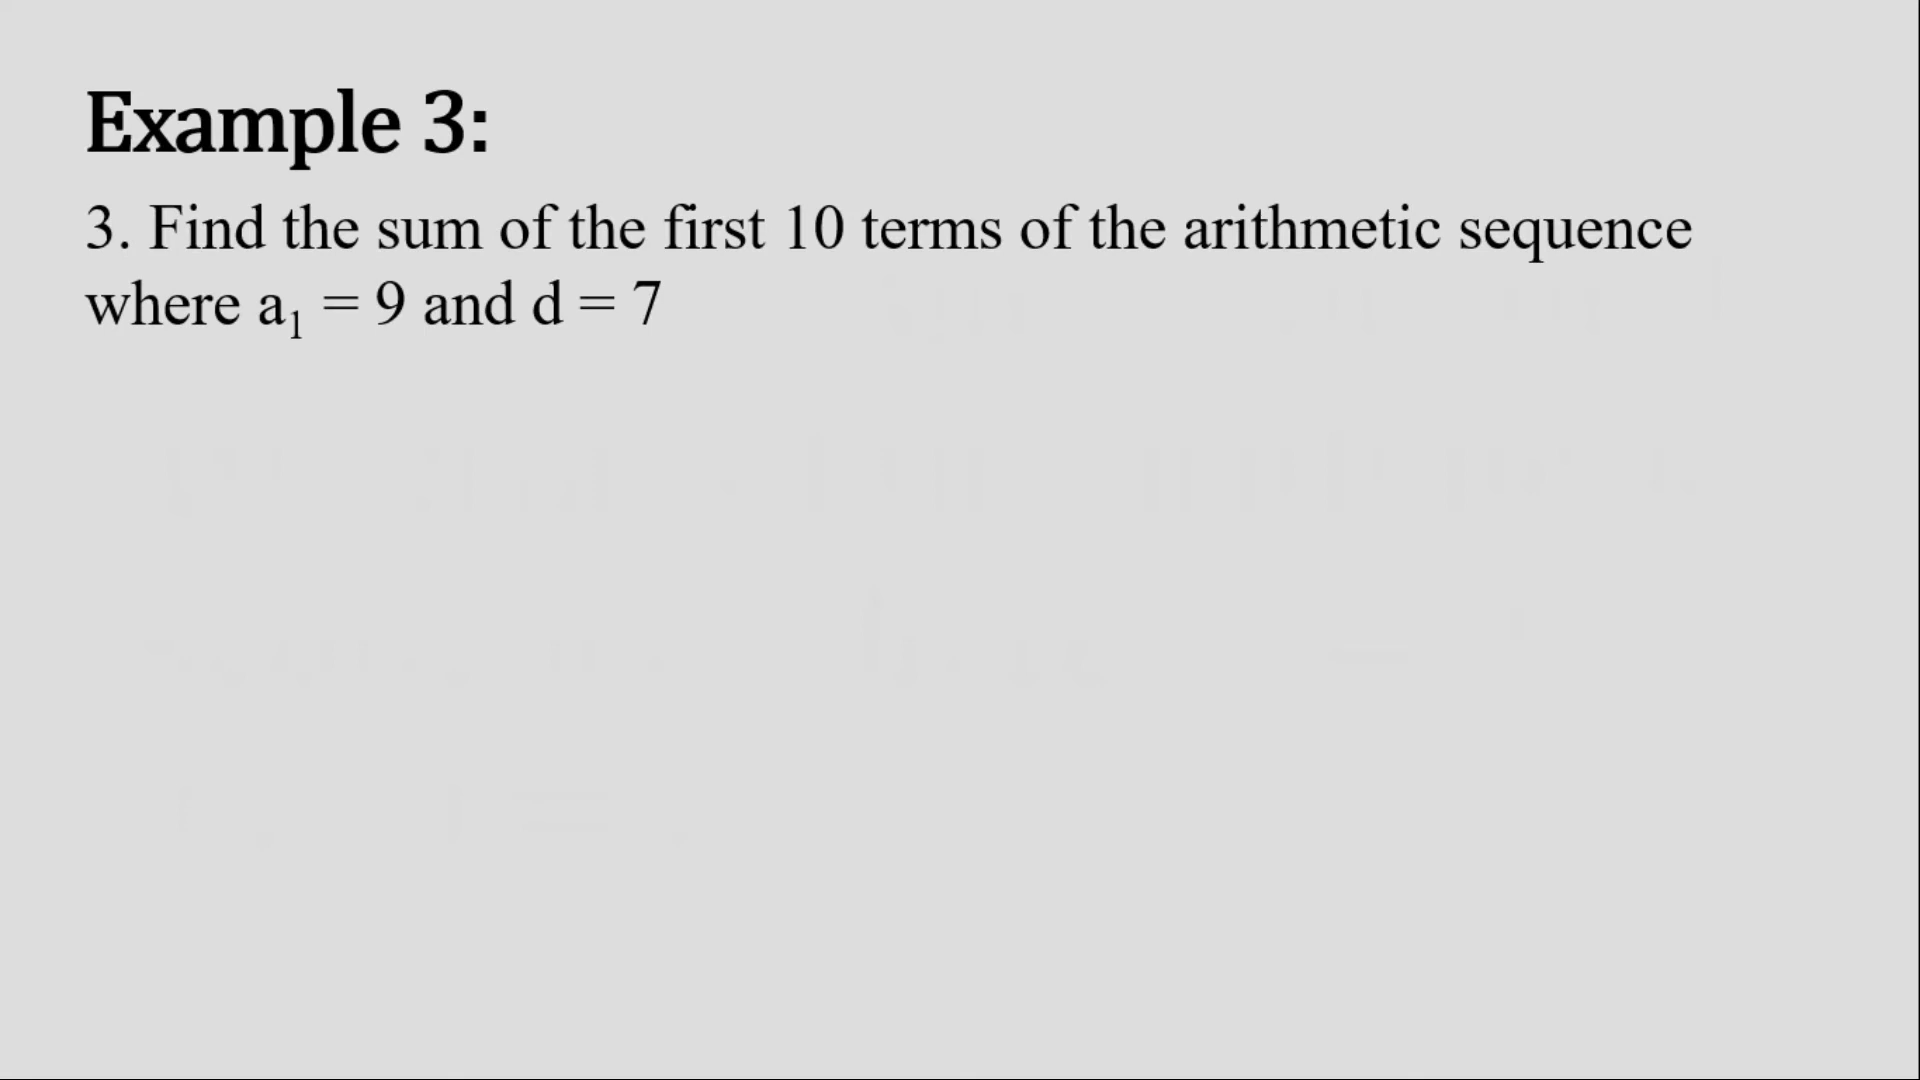 Example 3:
3. Find the sum of the first 10 terms of the arithmetic sequence
where a₁ = 9 and d = 7